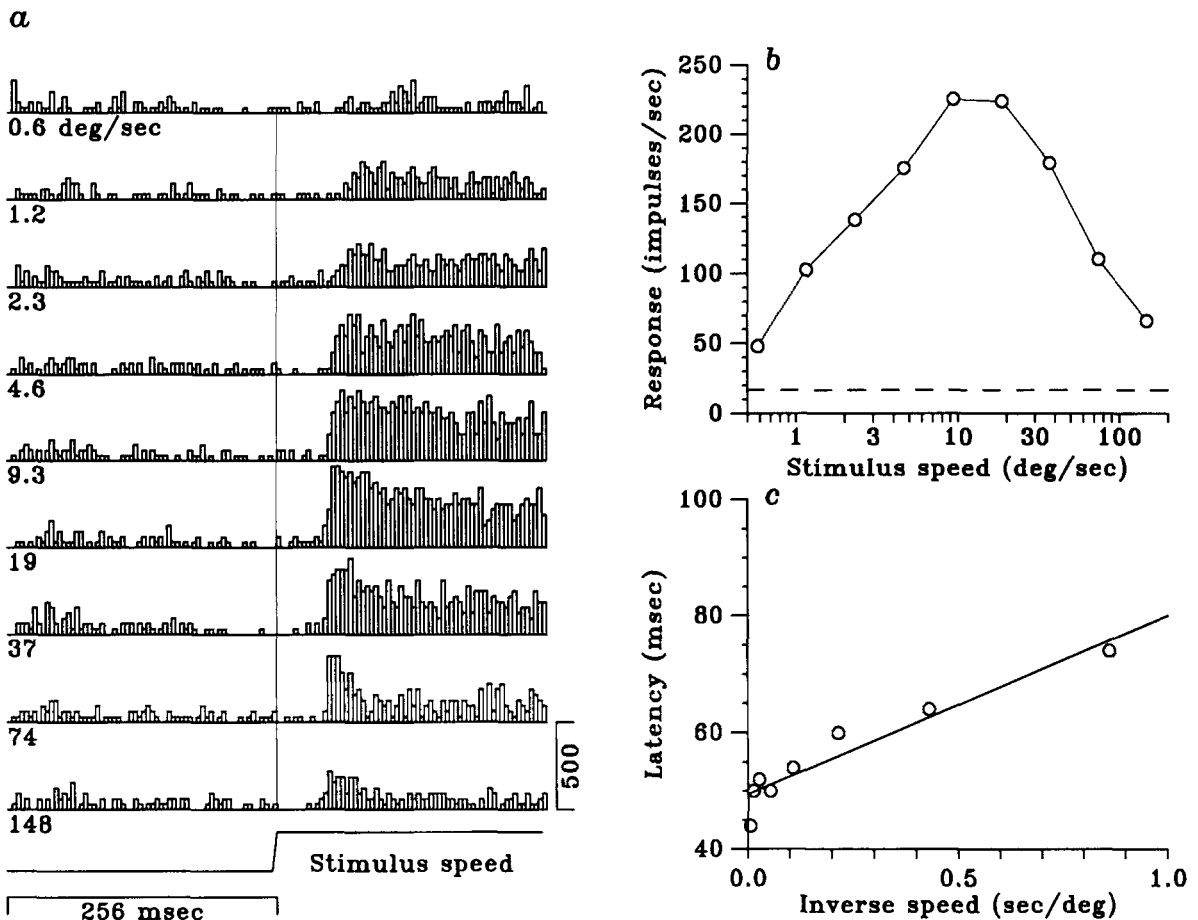 a
0.6 deg/sec
1.2
2.3
4.6
9.3
19
37
74
148
500
Stimulus speed
256 msec
b
250
200
150
100
50
0
Response (impulses/sec)
1 3 10 30 100
Stimulus speed (deg/sec)
c
100
80
60
40
Latency (msec)
0.0 0.5 1.0
Inverse speed (sec/deg)